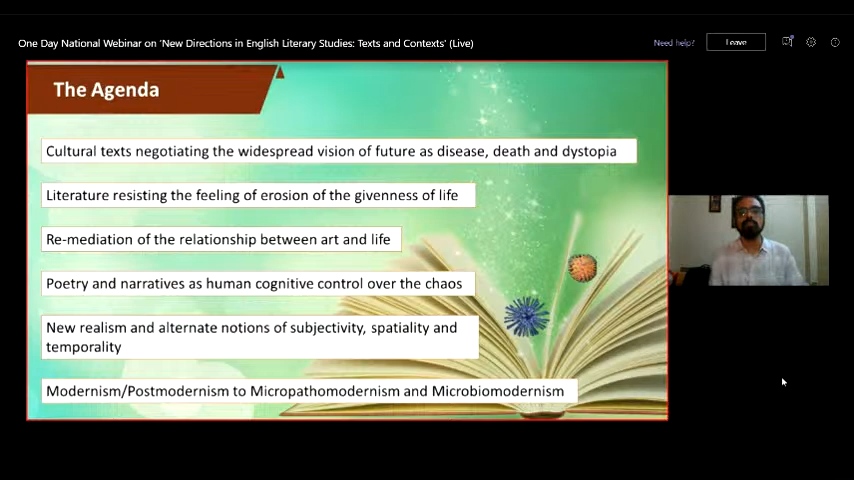 One Day National Webinar on 'New Directions in English Literary Studies: Texts and Contexts' (Live)
Need help?
Leave
The Agenda
Cultural texts negotiating the widespread vision of future as disease, death and dystopia
Literature resisting the feeling of erosion of the givenness of life
Re-mediation of the relationship between art and life
Poetry and narratives as human cognitive control over the chaos
New realism and alternate notions of subjectivity, spatiality and
temporality
Modernism/Postmodernism to Micropathomodernism and Microbiomodernism